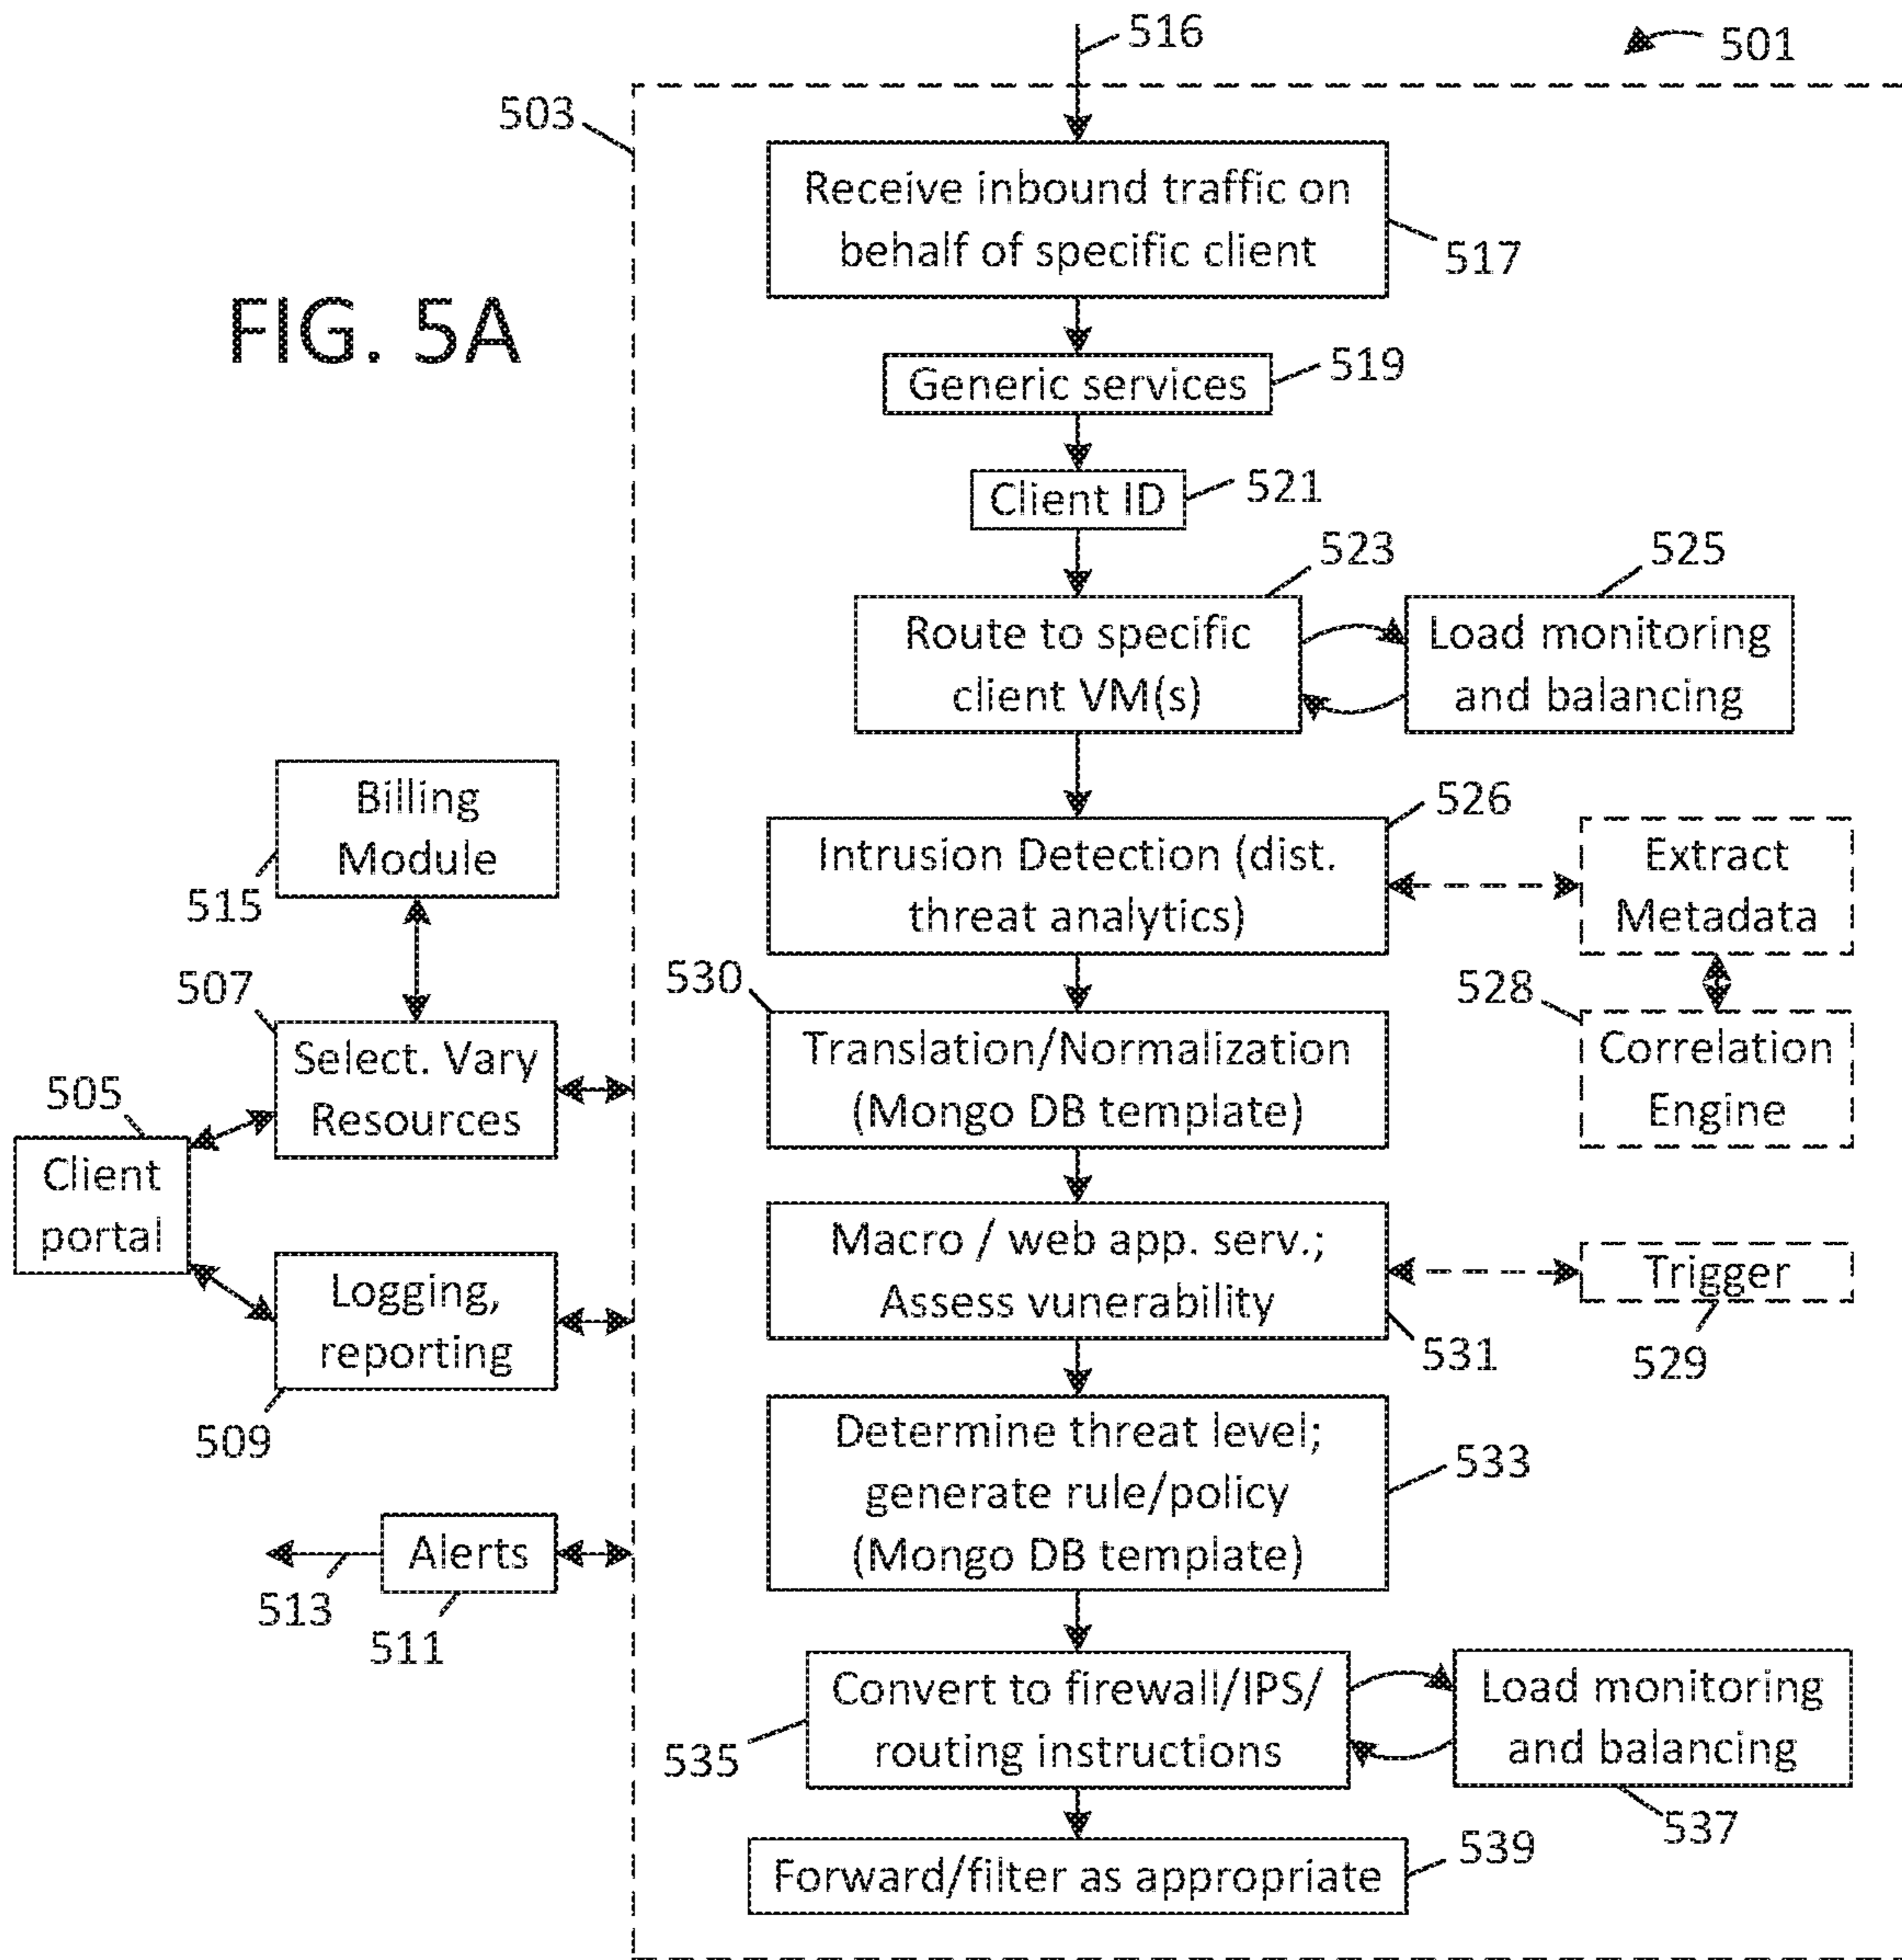 516
501
503
Receive inbound traffic on
behalf of specific client
517
FIG. 5A
Generic services
519
Client ID
521
523
525
Route to specific
client VM(s)
Load monitoring
and balancing
Billing
Module
515
526
Intrusion Detection (dist.
threat analytics)
Extract
Metadata
507
530
528
Select. Vary
Resources
Translation/Normalization
(Mongo DB template)
Correlation
Engine
505
Client
portal
Macro / web app. serv.;
Assess vunerability
531
Trigger
529
Logging,
reporting
509
Determine threat level;
generate rule/policy
(Mongo DB template)
533
Alerts
513
511
Convert to firewall/IPS/
routing instructions
535
Load monitoring
and balancing
537
Forward/filter as appropriate
539